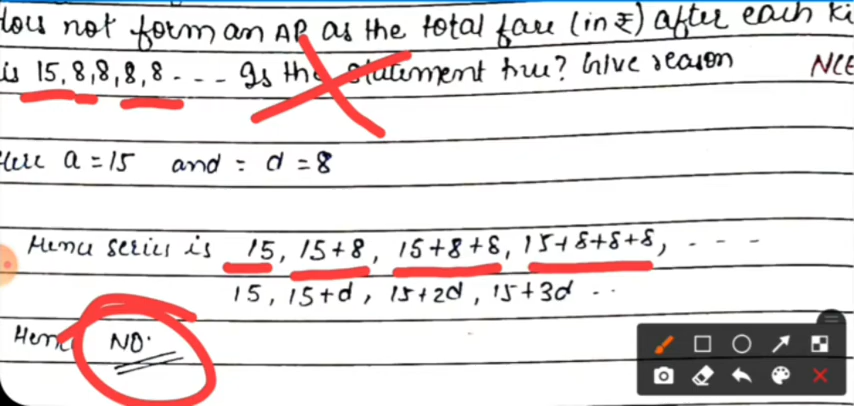 does not form an AP as the total fare (in ₹) after each
is 15, 8, 8, 8, 8 - - - - Is the statement true? Give reason NCE
Here a = 15 and = d = 8
Hence series is 15, 15+8, 15+8+8, 15+8+8+8, - - -
15, 15+d, 15+2d, 15+3d - -
Hence NO.